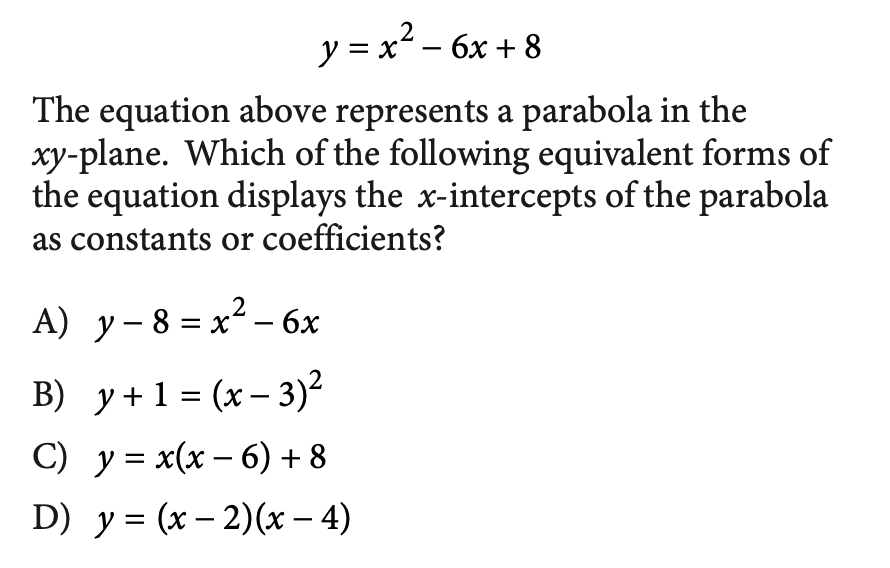 y = x² – 6x + 8
The equation above represents a parabola in the
xy-plane. Which of the following equivalent forms of
the equation displays the x-intercepts of the parabola
as constants or coefficients?
A) y – 8 = x² – 6x
B) y + 1 = (x – 3)²
C) y = x(x – 6) + 8
D) y = (x – 2)(x – 4)